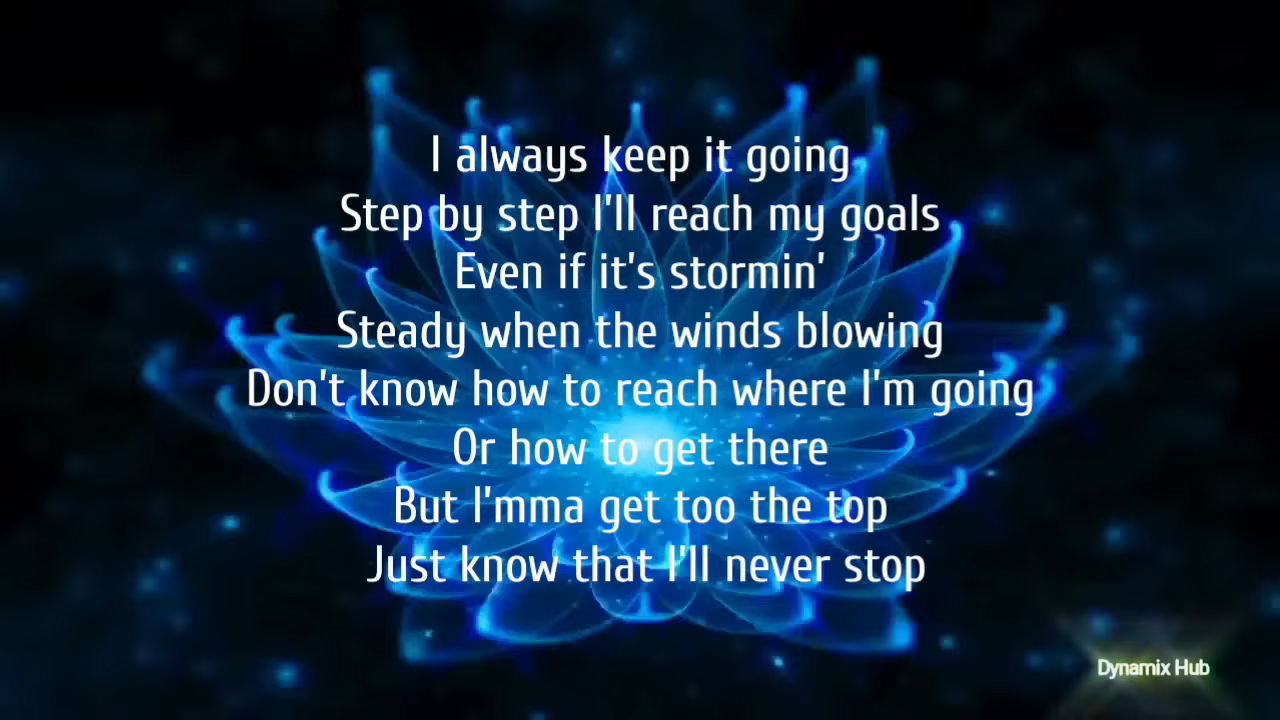 I always keep it going
Step by step I'll reach my goals
Even if it's stormin'
Steady when the winds blowing
Don't know how to reach where I'm going
Or how to get there
But I'mma get too the top
Just know that I'll never stop
Dynamix Hub